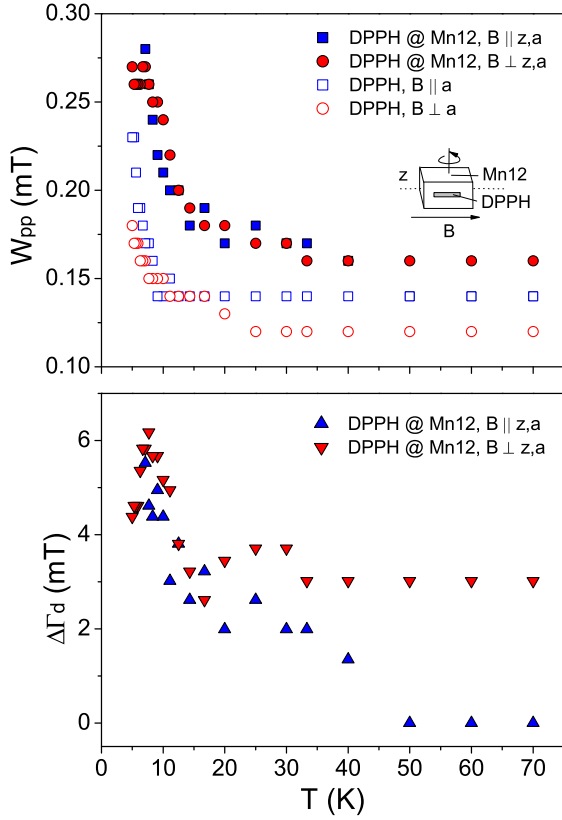 DPPH @ Mn12, B || z,a
DPPH @ Mn12, B ⊥ z,a
DPPH, B || a
DPPH, B ⊥ a
0.30
0.25
0.20
0.15
0.10
Wpp (mT)
z
Mn12
DPPH
B
DPPH @ Mn12, B || z,a
DPPH @ Mn12, B ⊥ z,a
6
4
2
0
ΔΓd (mT)
0 10 20 30 40 50 60 70
T (K)